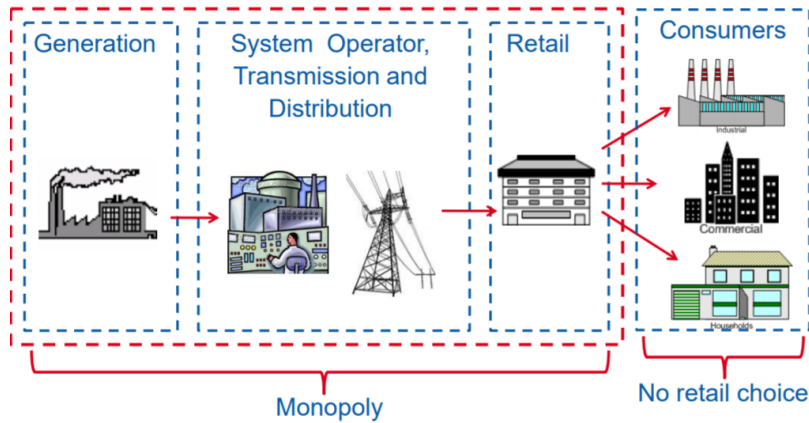 Generation
System Operator,
Transmission and
Distribution
Retail
Consumers
Industrial
Commercial
Households
Monopoly
No retail choice